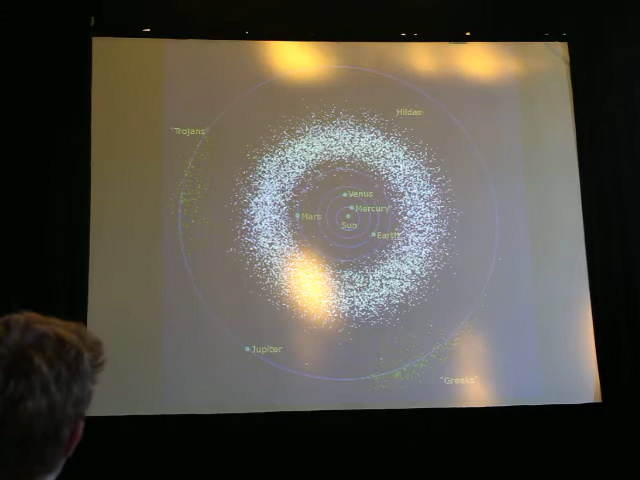 Hildas
"Trojans
Venus
Mercury
Mars
Sun
Earth
Jupiter
"Greeks"